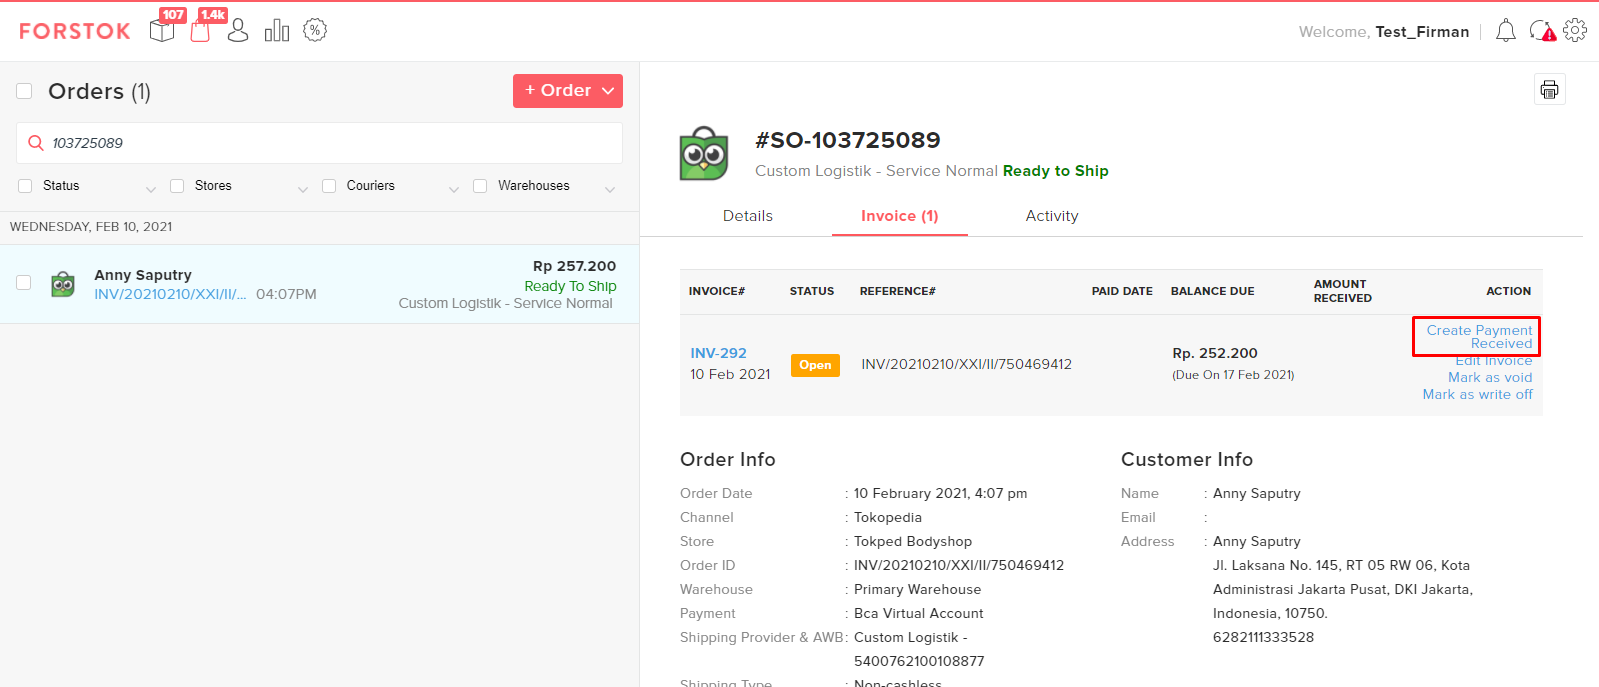 FORSTOK
107
1.4k
Welcome, Test_Firman
Orders (1)
+ Order
103725089
Status
Stores
Couriers
Warehouses
WEDNESDAY, FEB 10, 2021
Anny Saputry
Rp 257.200
INV/20210210/XXI/II/... 04:07PM
Ready To Ship
Custom Logistik - Service Normal
#SO-103725089
Custom Logistik - Service Normal Ready to Ship
Details
Invoice (1)
Activity
INVOICE#
STATUS
REFERENCE#
PAID DATE
BALANCE DUE
AMOUNT
RECEIVED
ACTION
INV-292
10 Feb 2021
Open
INV/20210210/XXI/II/750469412
Rp. 252.200
(Due On 17 Feb 2021)
Create Payment
Received
Edit Invoice
Mark as void
Mark as write off
Order Info
Order Date : 10 February 2021, 4:07 pm
Channel : Tokopedia
Store : Tokped Bodyshop
Order ID : INV/20210210/XXI/II/750469412
Warehouse : Primary Warehouse
Payment : Bca Virtual Account
Shipping Provider & AWB : Custom Logistik -
5400762100108877
Shipping Type : Non-cashless
Customer Info
Name : Anny Saputry
Email :
Address : Anny Saputry
Jl. Laksana No. 145, RT 05 RW 06, Kota
Administrasi Jakarta Pusat, DKI Jakarta,
Indonesia, 10750.
6282111333528